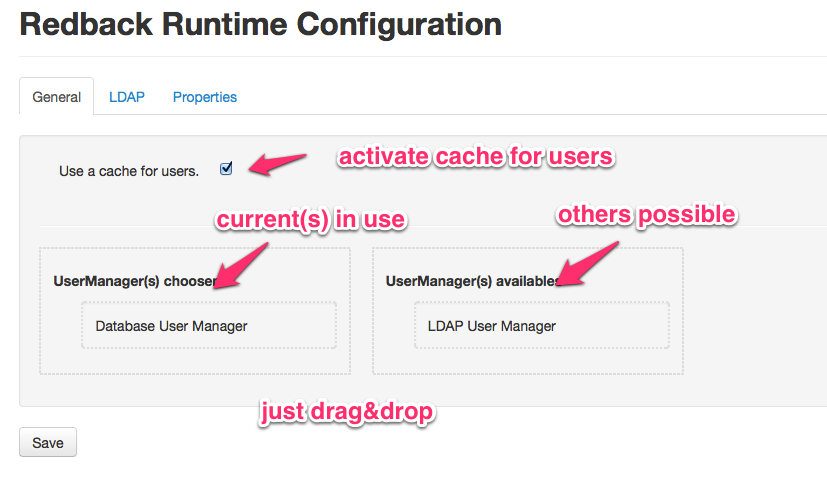 Redback Runtime Configuration
General LDAP Properties
Use a cache for users.
activate cache for users
current(s) in use
others possible
UserManager(s) choosen
UserManager(s) availables
Database User Manager
LDAP User Manager
just drag&drop
Save